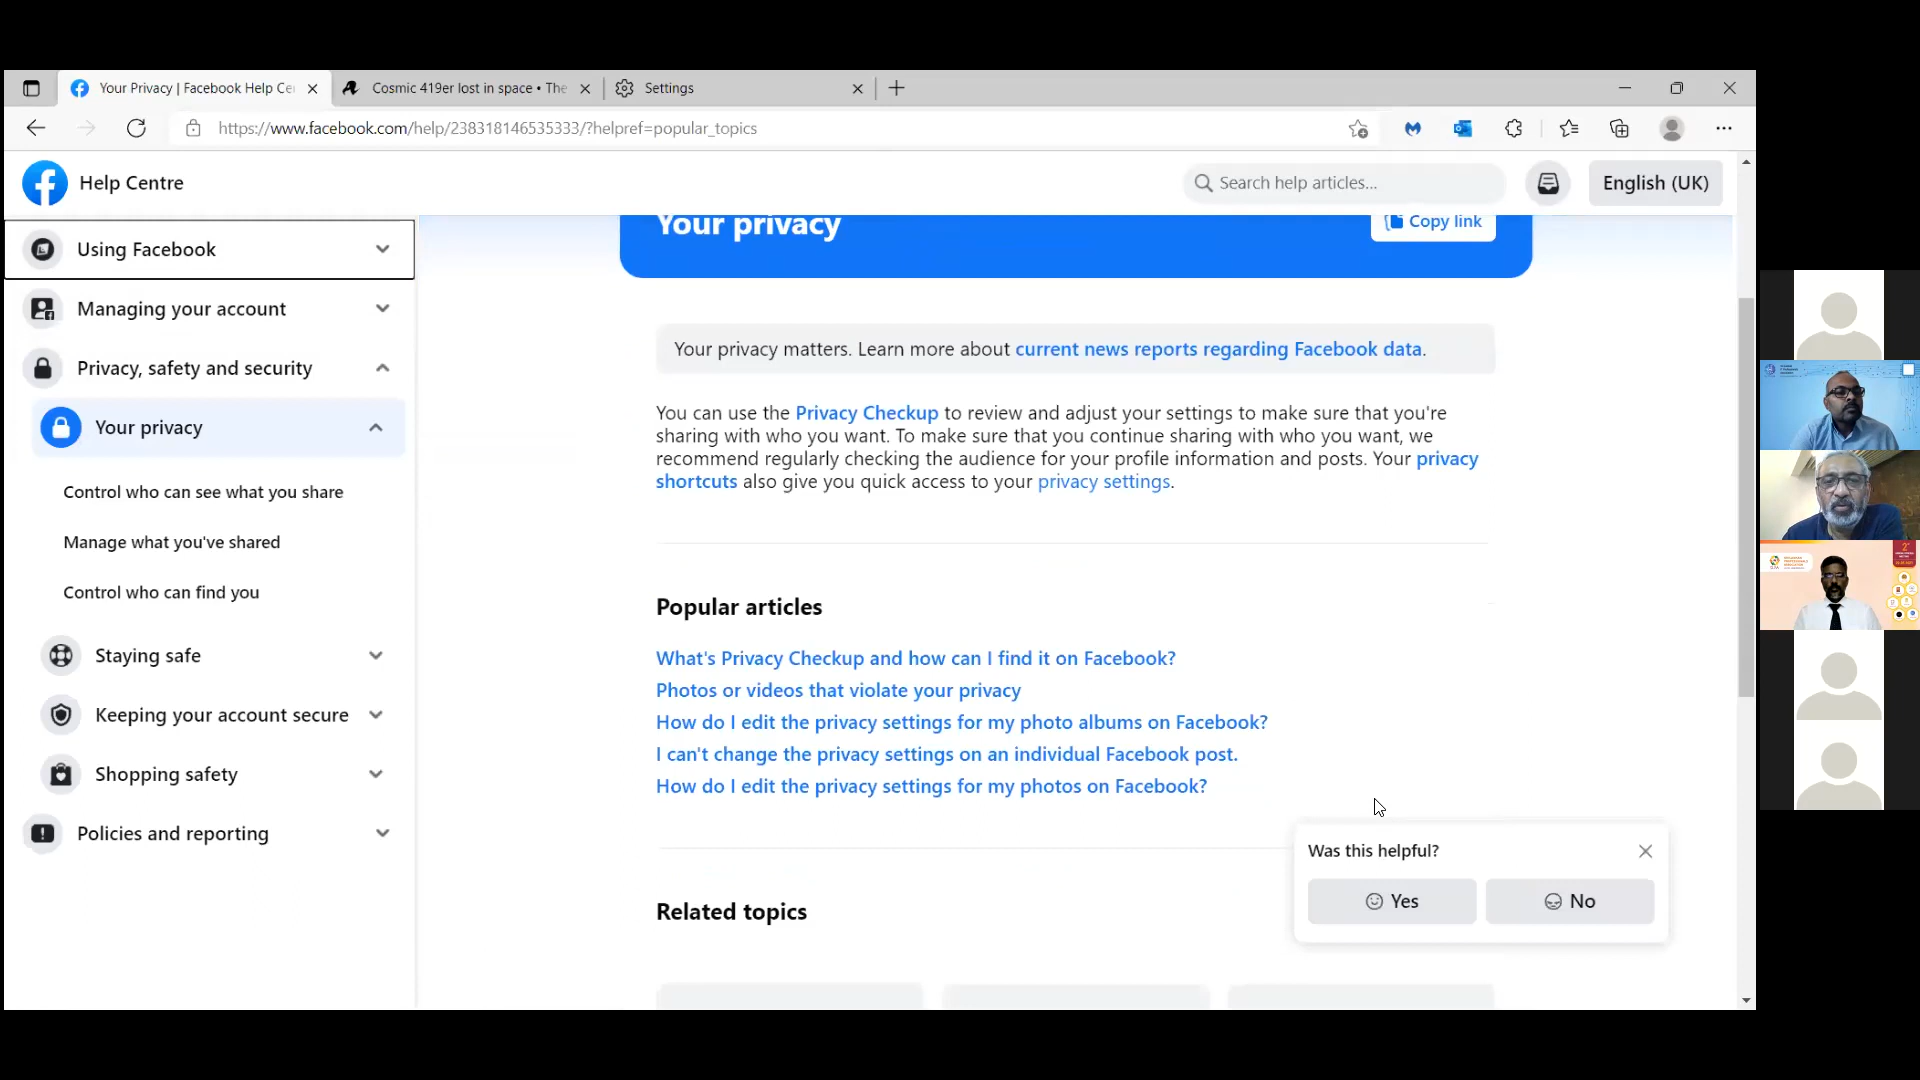 Your Privacy | Facebook Help Ce
Cosmic 419er lost in space • The
Settings
https://www.facebook.com/help/238318146535333/?helpref=popular_topics
Help Centre
Search help articles...
English (UK)
Using Facebook
Managing your account
Privacy, safety and security
Your privacy
Control who can see what you share
Manage what you've shared
Control who can find you
Staying safe
Keeping your account secure
Shopping safety
Policies and reporting
Your privacy
Copy link
Your privacy matters. Learn more about current news reports regarding Facebook data.
You can use the Privacy Checkup to review and adjust your settings to make sure that you're
sharing with who you want. To make sure that you continue sharing with who you want, we
recommend regularly checking the audience for your profile information and posts. Your privacy
shortcuts also give you quick access to your privacy settings.
Popular articles
What's Privacy Checkup and how can I find it on Facebook?
Photos or videos that violate your privacy
How do I edit the privacy settings for my photo albums on Facebook?
I can't change the privacy settings on an individual Facebook post.
How do I edit the privacy settings for my photos on Facebook?
Related topics
Was this helpful?
Yes
No